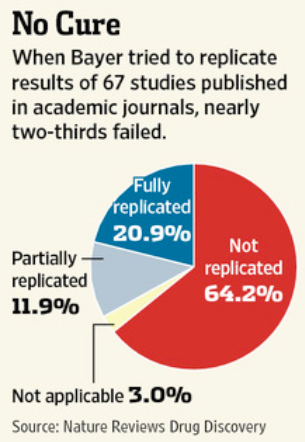 No Cure
When Bayer tried to replicate
results of 67 studies published
in academic journals, nearly
two-thirds failed.
Fully
replicated
20.9%
Not
replicated
64.2%
Partially
replicated
11.9%
Not applicable 3.0%
Source: Nature Reviews Drug Discovery